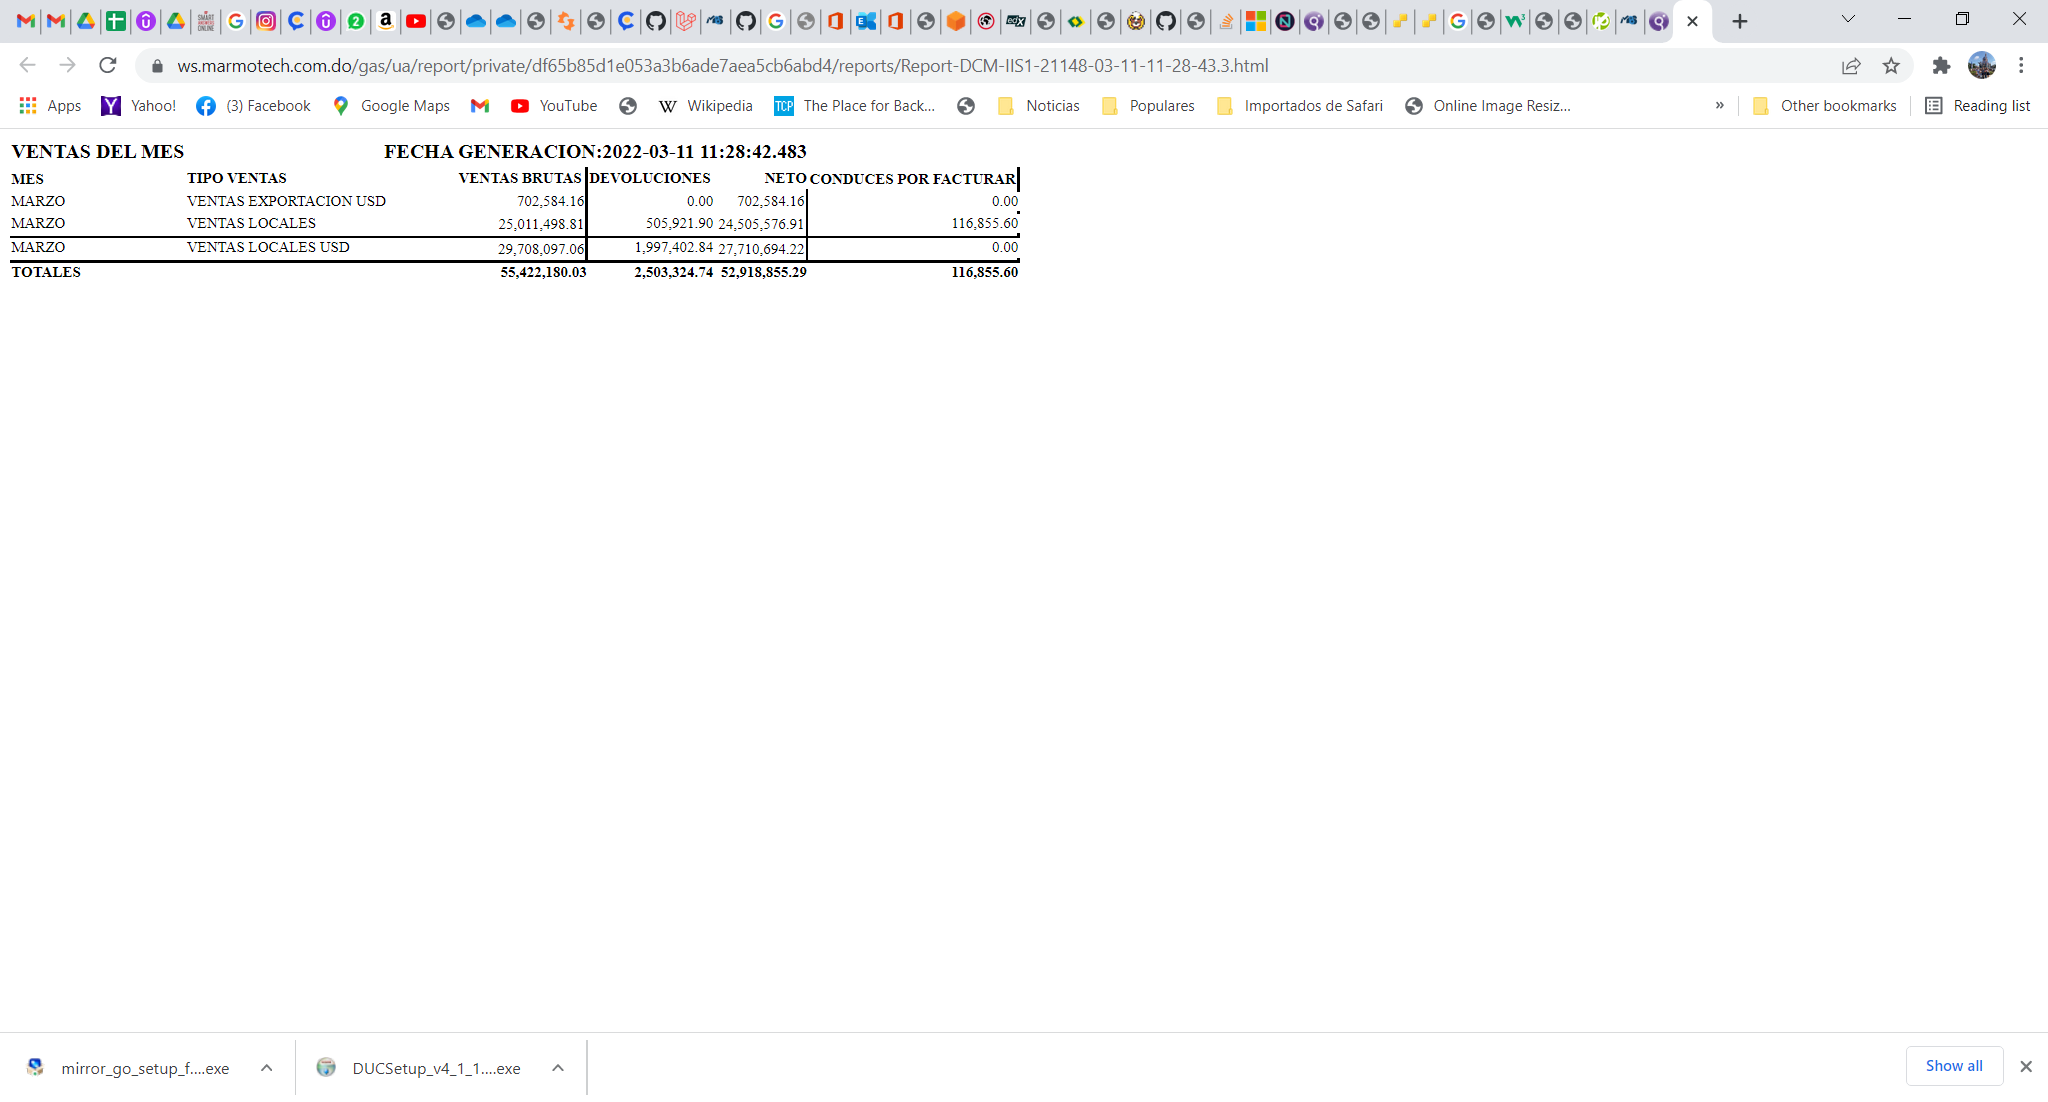 ws.marmotech.com.do/gas/ua/report/private/df65b85d1e053a3b6ade7aea5cb6abd4/reports/Report-DCM-IIS1-21148-03-11-11-28-43.3.html
Apps Yahoo! (3) Facebook Google Maps YouTube Wikipedia The Place for Back... Noticias Populares Importados de Safari Online Image Resiz... » Other bookmarks Reading list
VENTAS DEL MES FECHA GENERACION:2022-03-11 11:28:42.483
MES TIPO VENTAS VENTAS BRUTAS DEVOLUCIONES NETO CONDUCES POR FACTURAR
MARZO VENTAS EXPORTACION USD 702,584.16 0.00 702,584.16 0.00
MARZO VENTAS LOCALES 25,011,498.81 505,921.90 24,505,576.91 116,855.60
MARZO VENTAS LOCALES USD 29,708,097.06 1,997,402.84 27,710,694.22 0.00
TOTALES 55,422,180.03 2,503,324.74 52,918,855.29 116,855.60
mirror_go_setup_f....exe DUCSetup_v4_1_1....exe Show all